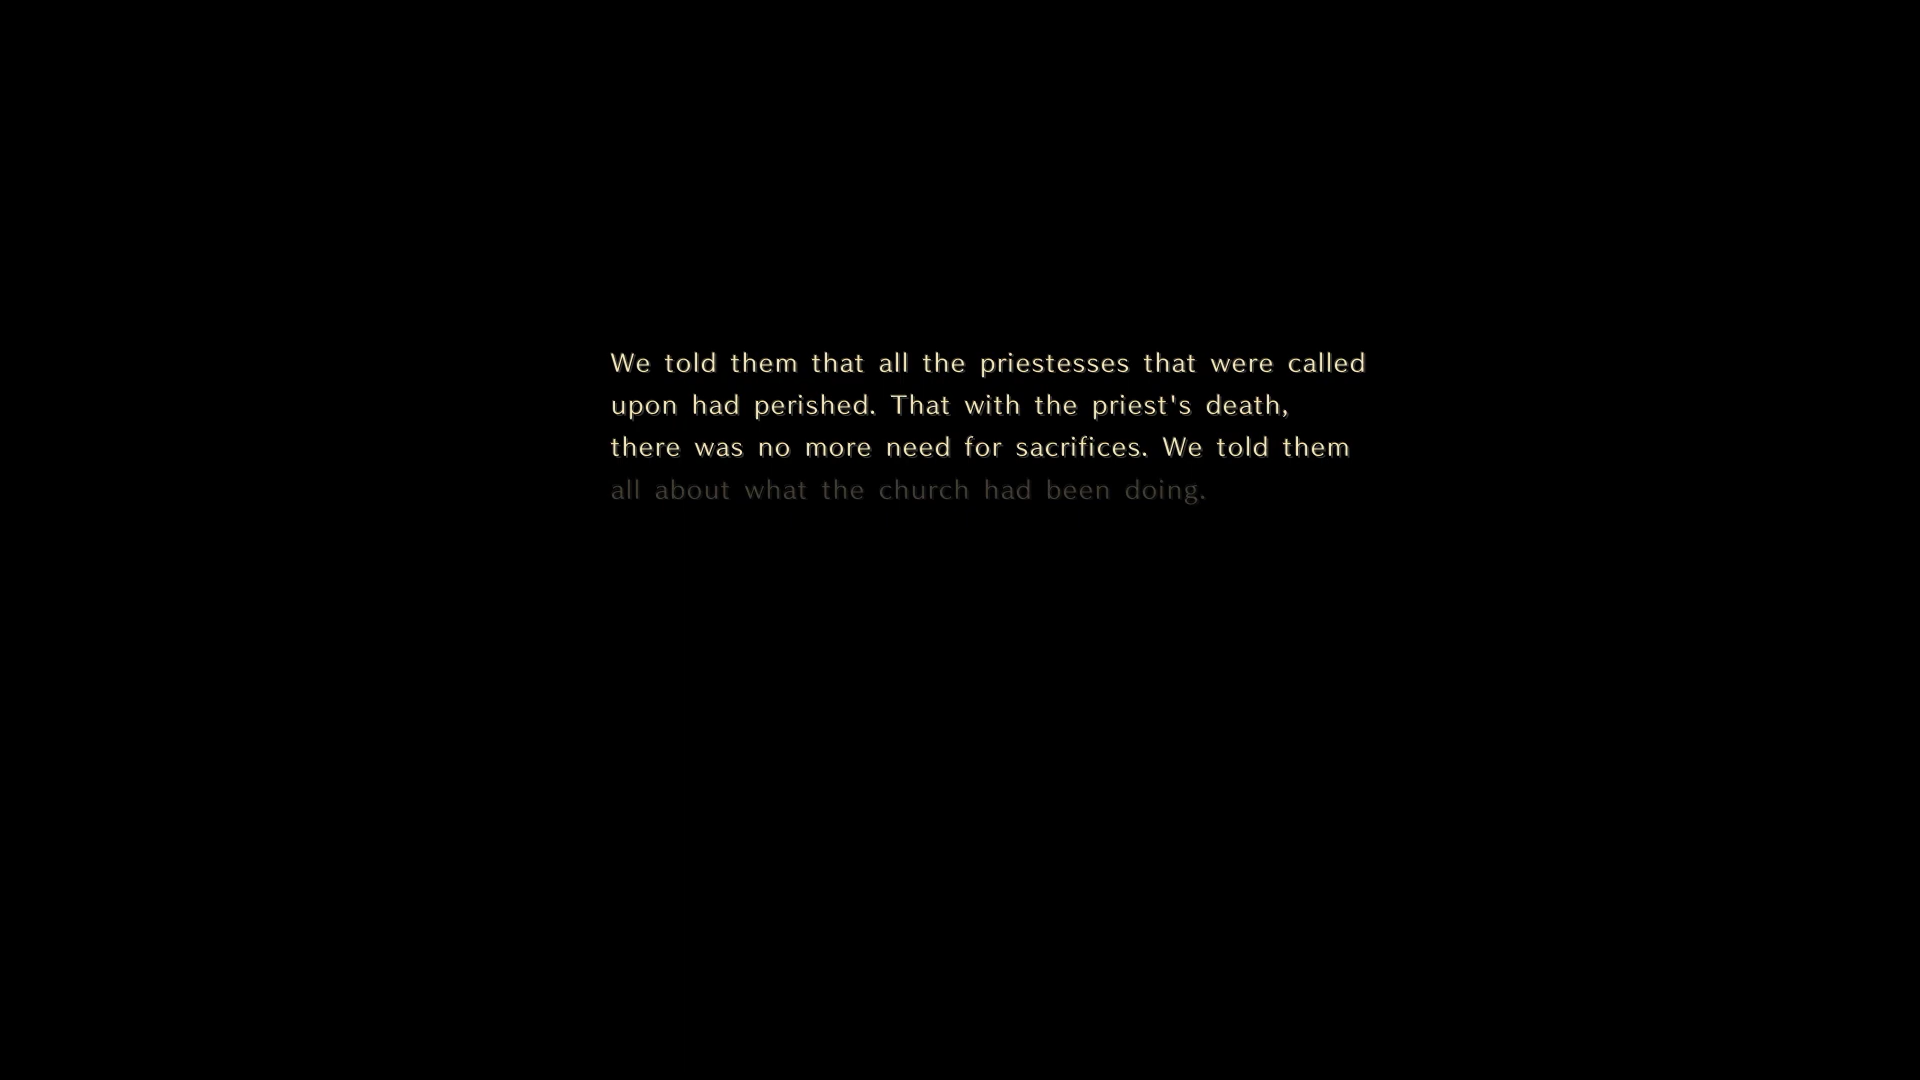 We told them that all the priestesses that were called
upon had perished. That with the priest's death,
there was no more need for sacrifices. We told them
all about what the church had been doing.